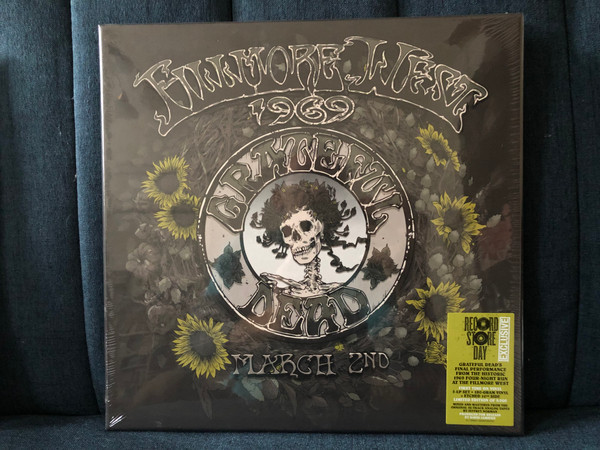 FILLMORE WEST
1969
GRATEFUL
DEAD
MARCH 2ND
RECORD
STORE
DAY
EXCLUSIVE
GRATEFUL DEAD'S
FINAL PERFORMANCE
FROM THE HISTORIC
1969 FOUR-NIGHT RUN
AT THE FILLMORE WEST